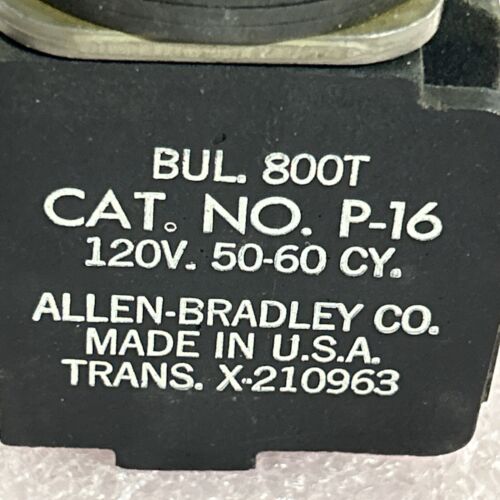 BUL. 800T
CAT. NO. P-16
120V. 50-60 CY.
ALLEN-BRADLEY CO.
MADE IN U.S.A.
TRANS. X-210963